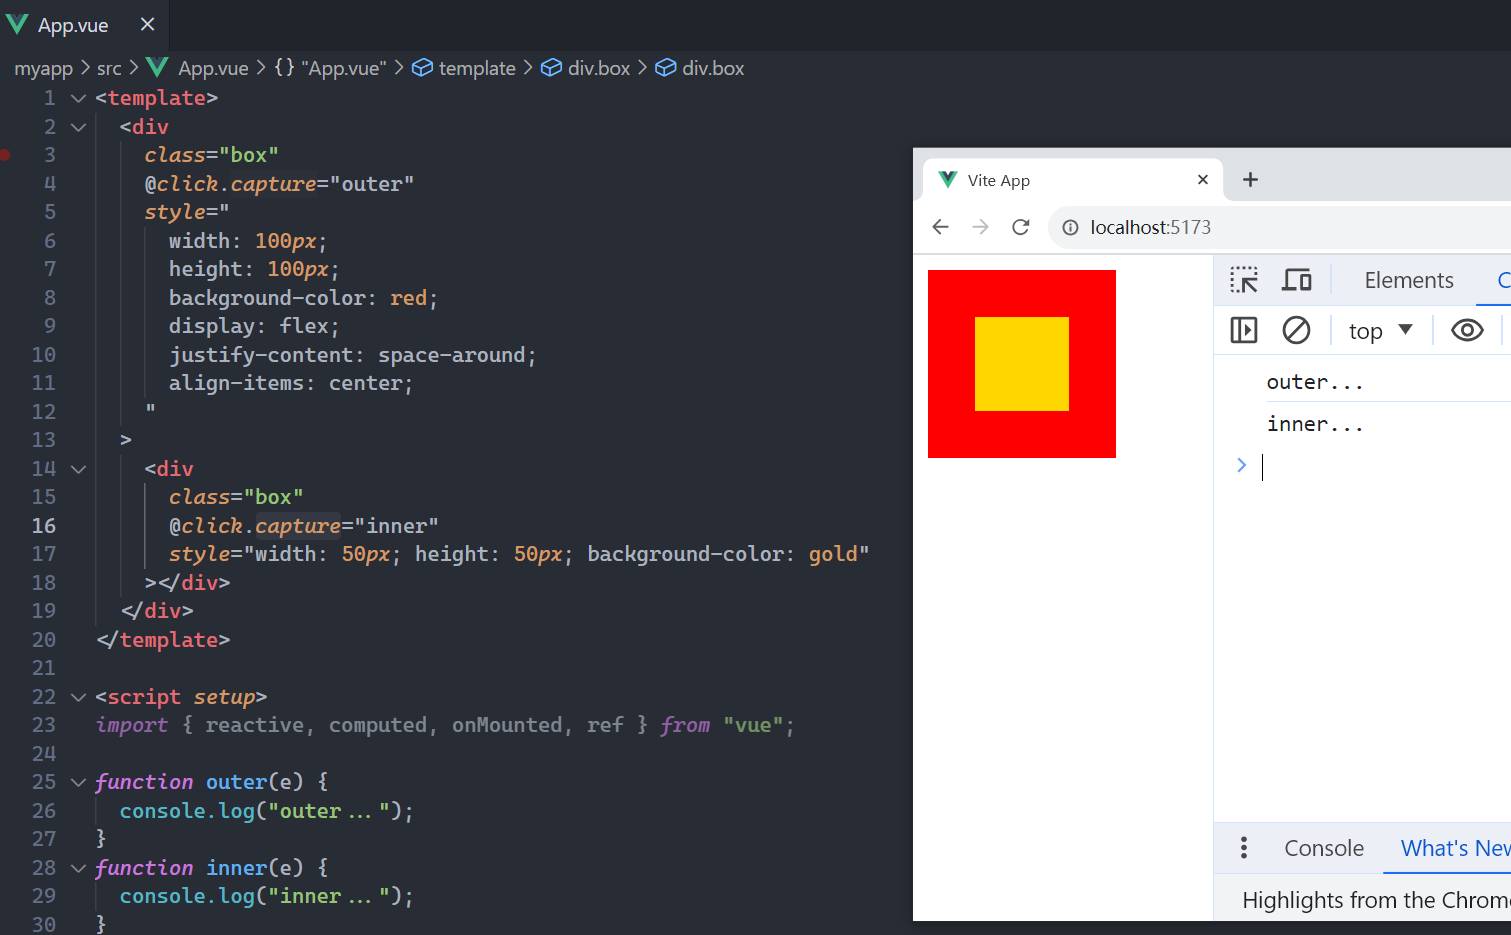 App.vue
myapp > src > App.vue > {} "App.vue" > template > div.box > div.box
1 <template>
2 <div
3 class="box"
4 @click.capture="outer"
5 style="
6 width: 100px;
7 height: 100px;
8 background-color: red;
9 display: flex;
10 justify-content: space-around;
11 align-items: center;
12 "
13 >
14 <div
15 class="box"
16 @click.capture="inner"
17 style="width: 50px; height: 50px; background-color: gold"
18 ></div>
19 </div>
20 </template>
21
22 <script setup>
23 import { reactive, computed, onMounted, ref } from "vue";
24
25 function outer(e) {
26 console.log("outer...");
27 }
28 function inner(e) {
29 console.log("inner...");
30 }
Vite App
localhost:5173
Elements
top
outer...
inner...
>
Console What's New
Highlights from the Chrom